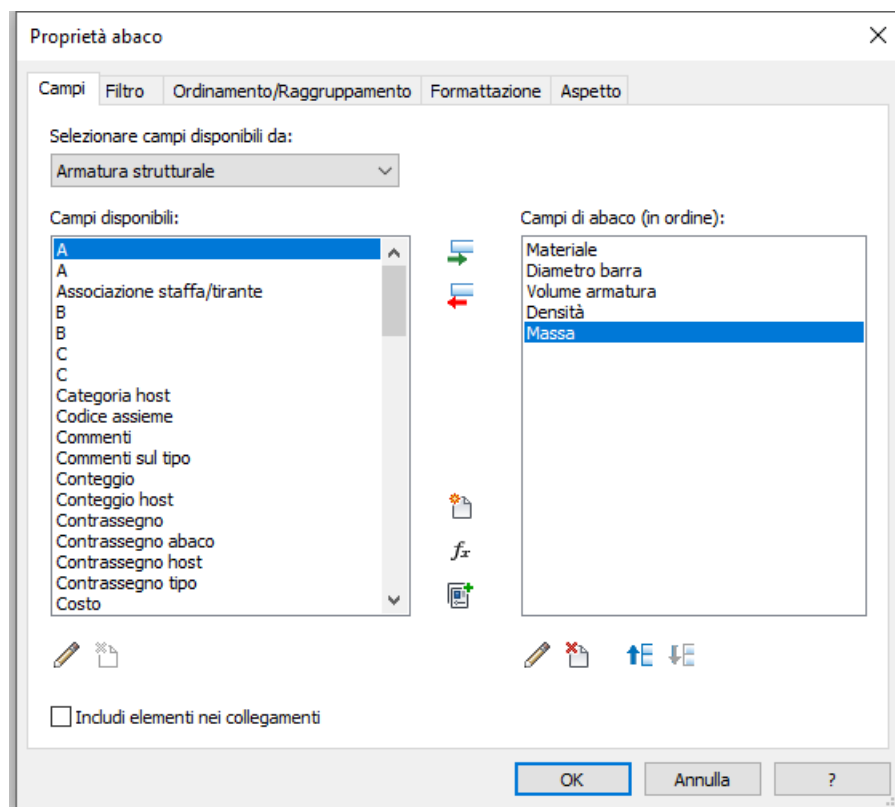 Proprietà abaco
Campi
Filtro
Ordinamento/Raggruppamento
Formattazione
Aspetto
Selezionare campi disponibili da:
Armatura strutturale
Campi disponibili:
A
A
Associazione staffa/tirante
B
B
C
C
Categoria host
Codice assieme
Commenti
Commenti sul tipo
Conteggio
Conteggio host
Contrassegno
Contrassegno abaco
Contrassegno host
Contrassegno tipo
Costo
fx
Campi di abaco (in ordine):
Materiale
Diametro barra
Volume armatura
Densità
Massa
Includi elementi nei collegamenti
OK
Annulla
?